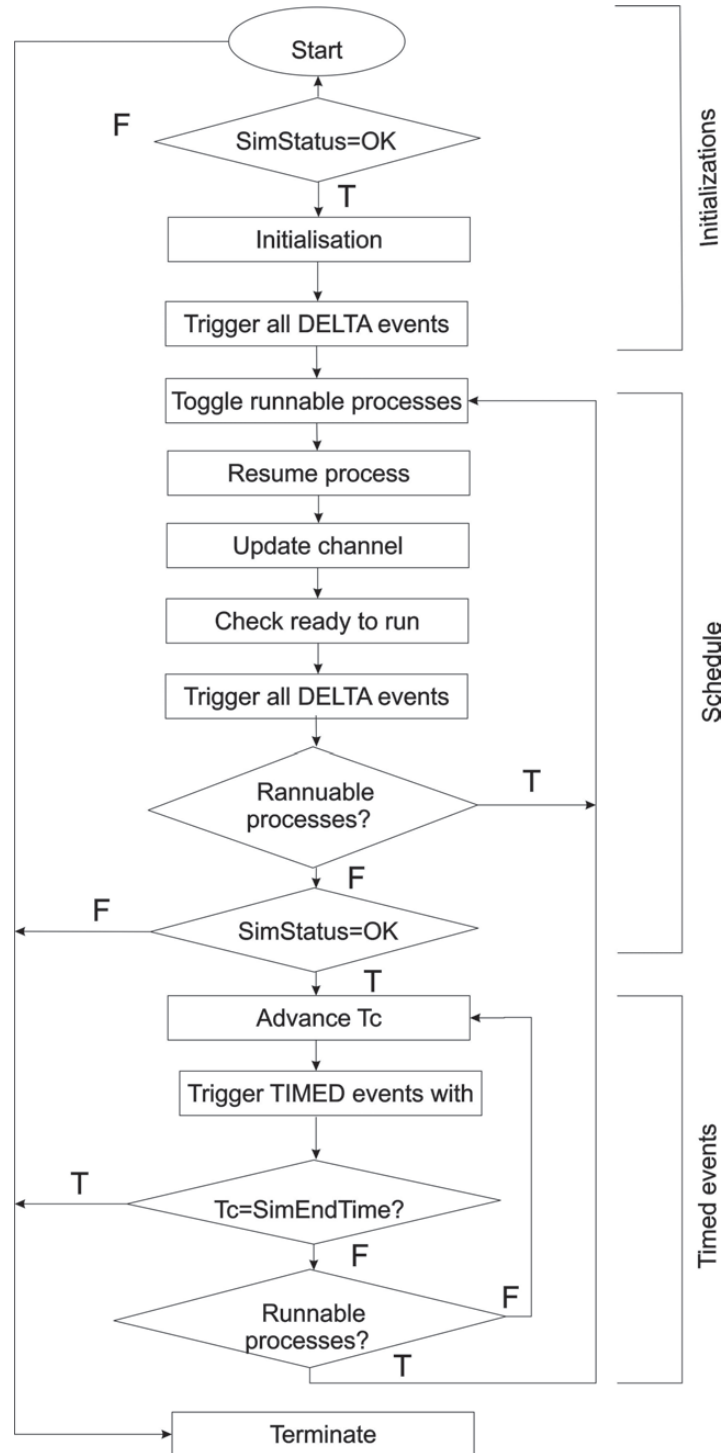 Start
F
SimStatus=OK
T
Initialisation
Trigger all DELTA events
Initializations
Toggle runnable processes
Resume process
Update channel
Check ready to run
Trigger all DELTA events
Rannuable
processes?
T
F
F
SimStatus=OK
T
Schedule
Advance Tc
Trigger TIMED events with
T
Tc=SimEndTime?
F
Runnable
processes?
F
T
Timed events
Terminate